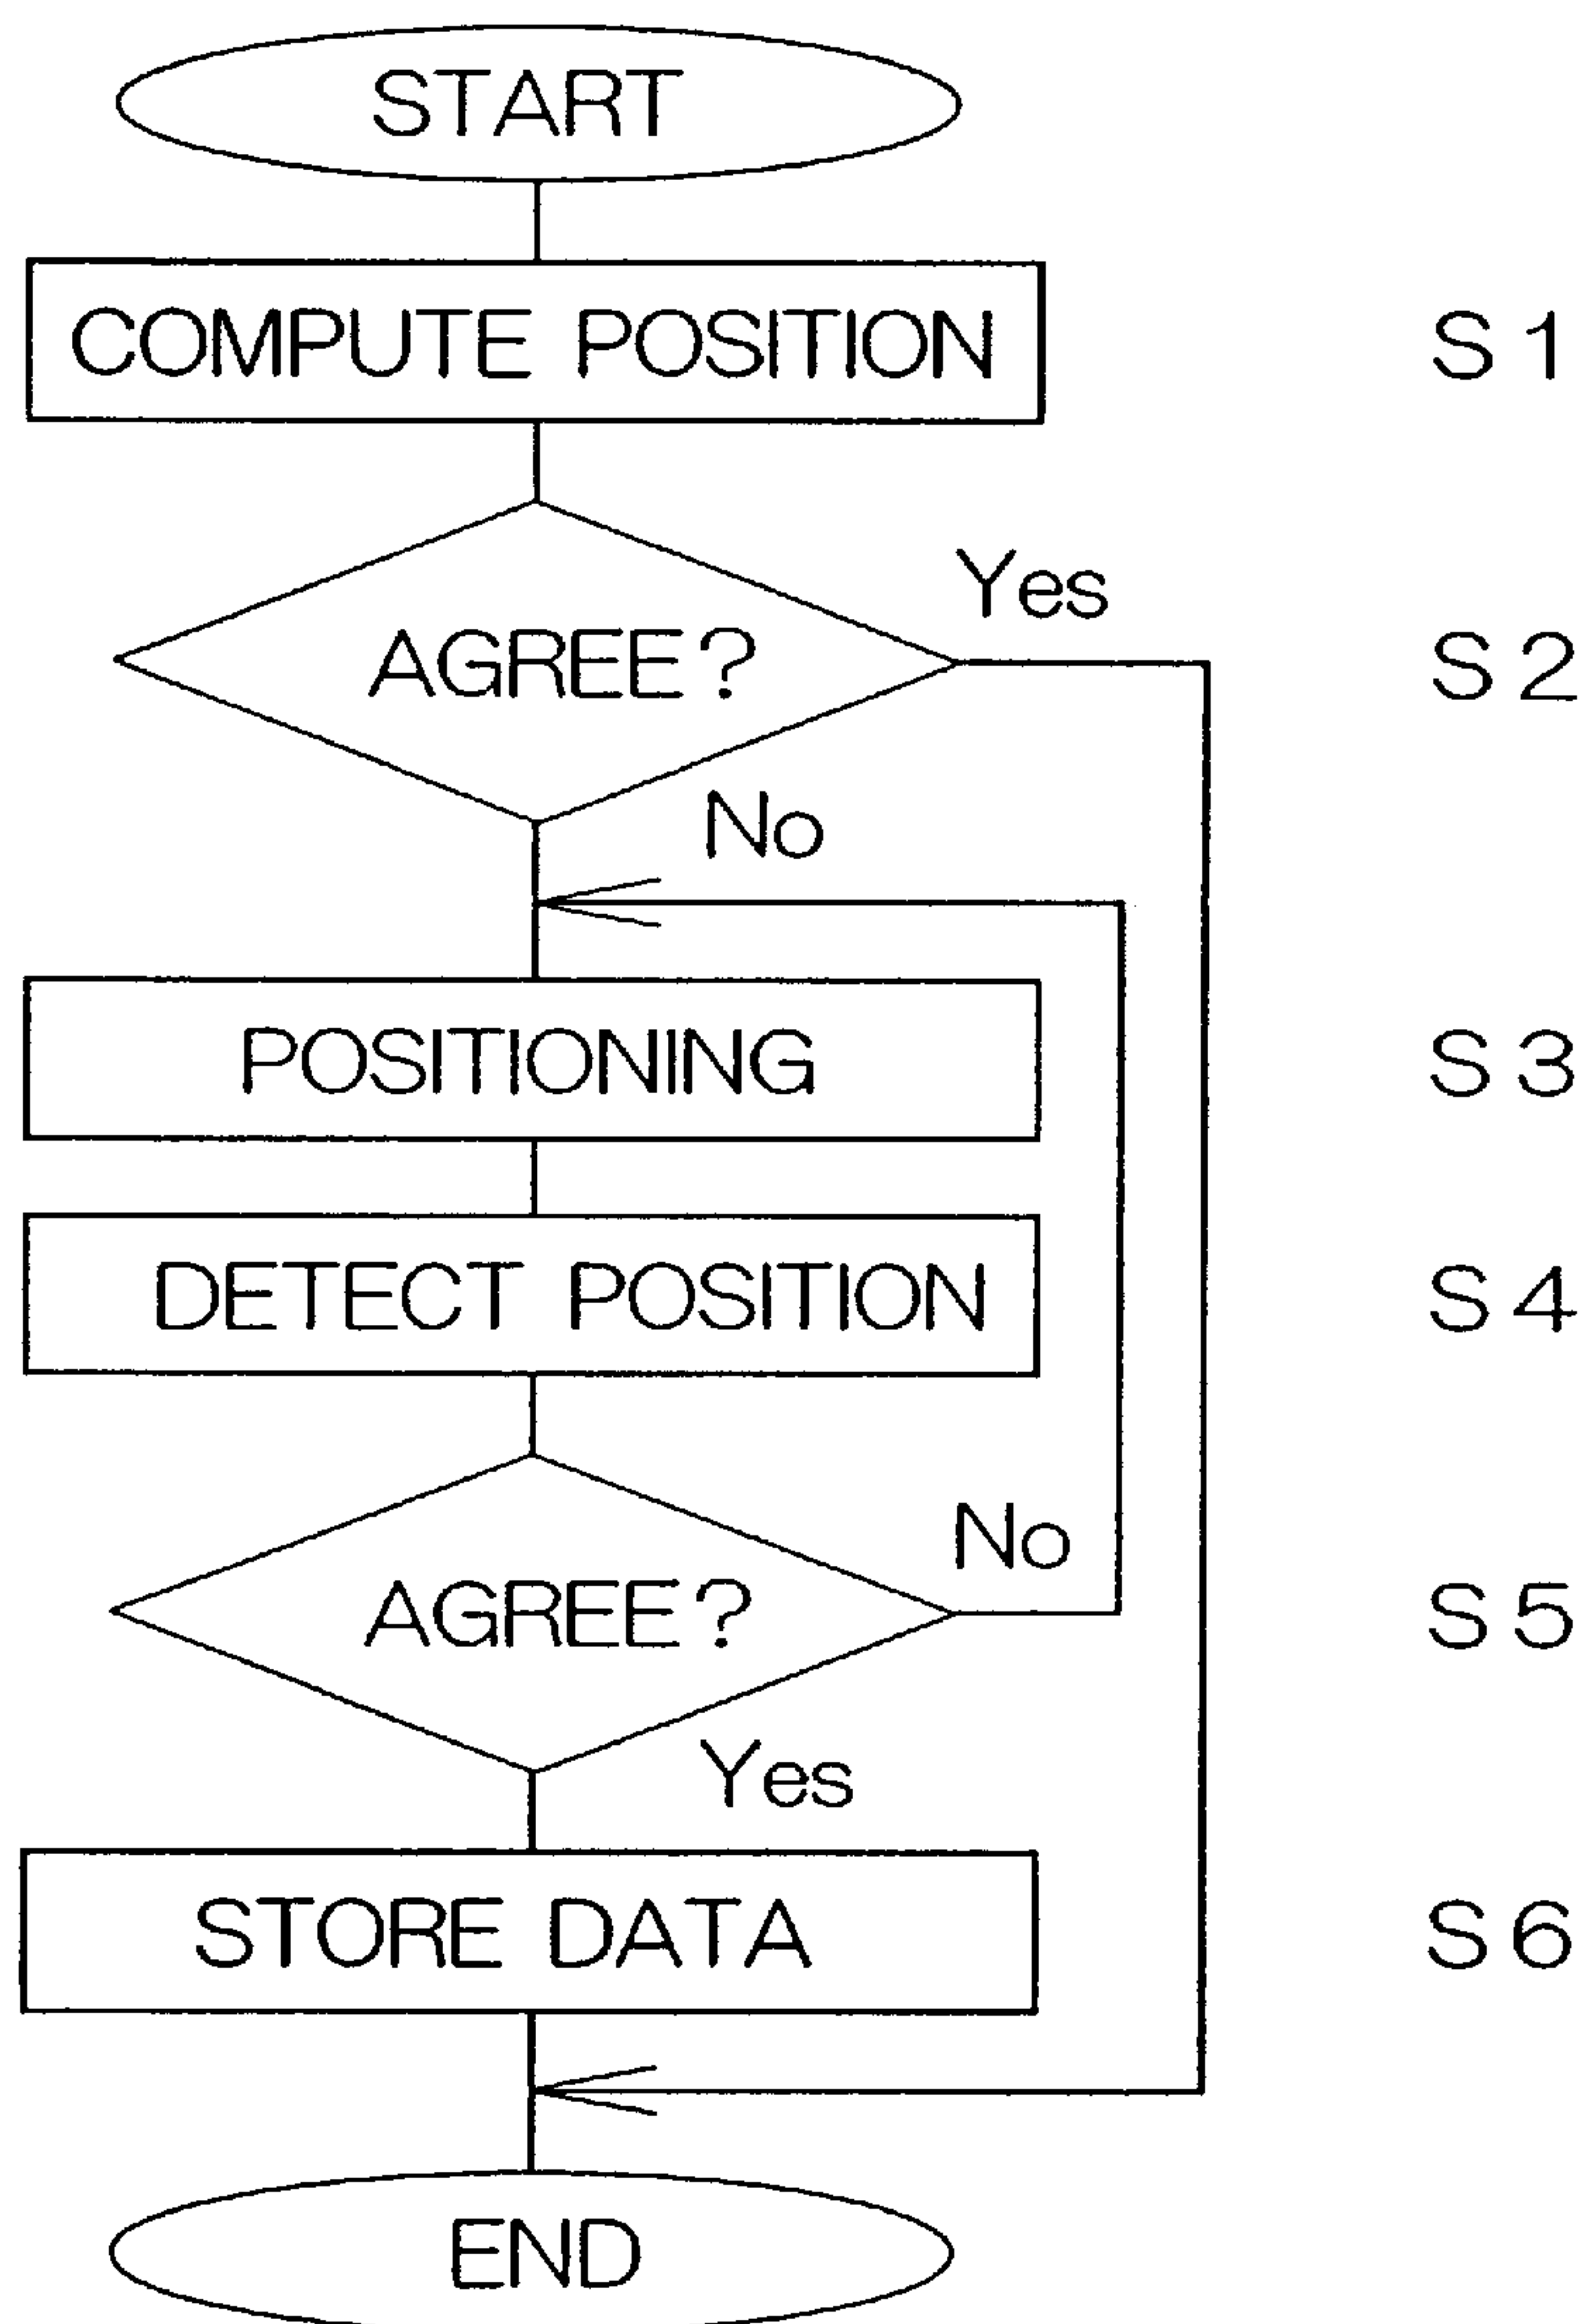 START
COMPUTE POSITION S1
Yes
AGREE? S2
No
POSITIONING S3
DETECT POSITION S4
No
AGREE? S5
Yes
STORE DATA S6
END